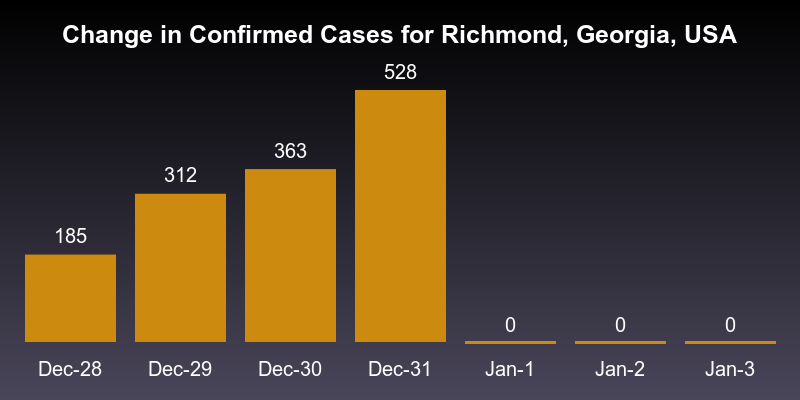 Change in Confirmed Cases for Richmond, Georgia, USA
528
363
312
185
0 0 0
Dec-28 Dec-29 Dec-30 Dec-31 Jan-1 Jan-2 Jan-3